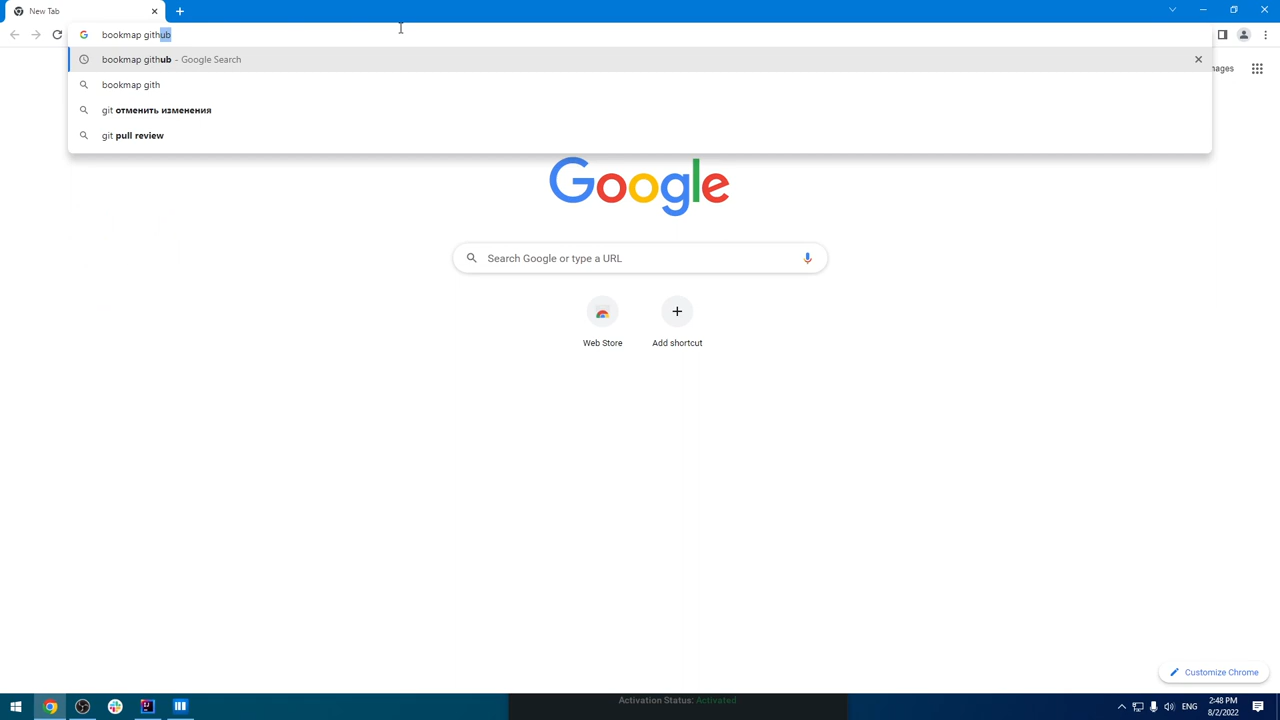 New Tab
bookmap github
bookmap github - Google Search
bookmap gith
git отменить изменения
git pull review
Google
Search Google or type a URL
Web Store
Add shortcut
Customize Chrome
Activation Status: Activated
ENG
2:48 PM
8/2/2022